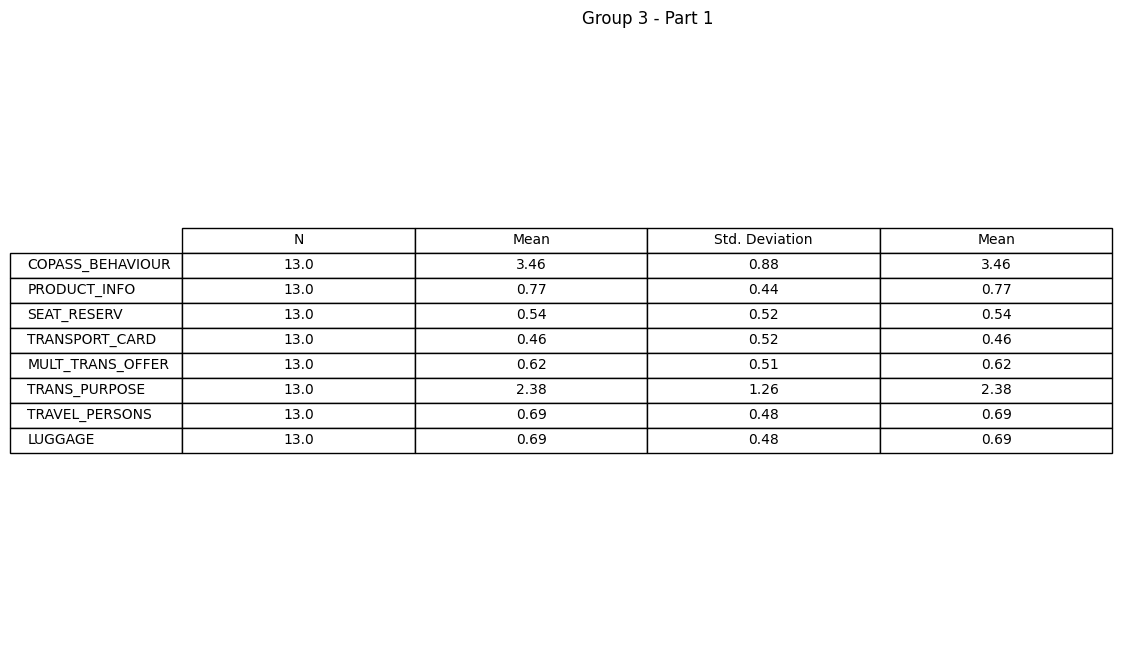 Group 3 - Part 1
N Mean Std. Deviation Mean
COPASS_BEHAVIOUR 13.0 3.46 0.88 3.46
PRODUCT_INFO 13.0 0.77 0.44 0.77
SEAT_RESERV 13.0 0.54 0.52 0.54
TRANSPORT_CARD 13.0 0.46 0.52 0.46
MULT_TRANS_OFFER 13.0 0.62 0.51 0.62
TRANS_PURPOSE 13.0 2.38 1.26 2.38
TRAVEL_PERSONS 13.0 0.69 0.48 0.69
LUGGAGE 13.0 0.69 0.48 0.69